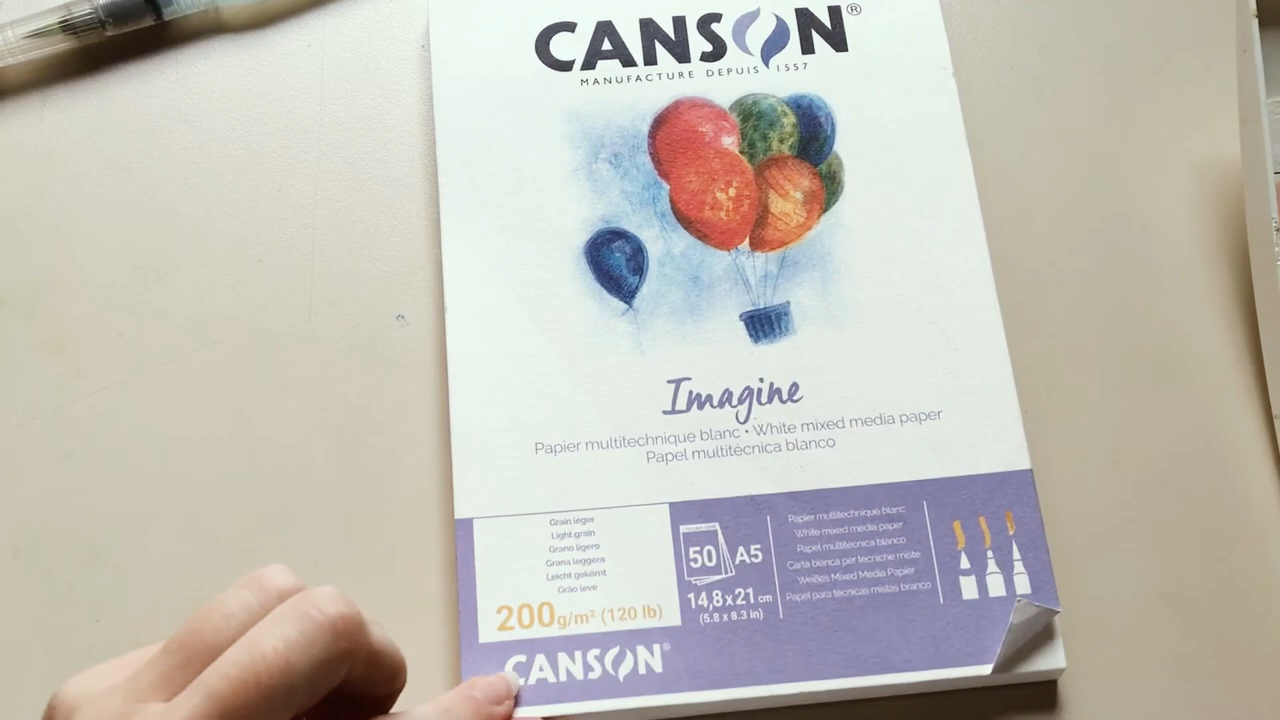 CANSON®
MANUFACTURE DEPUIS 1557
Imagine
Papier multitechnique blanc • White mixed media paper
Papel multitécnica blanco
Grain léger
Light grain
Grano ligero
Grana leggera
Leicht gekörnt
Grão leve
200g/m² (120 lb)
50 A5
14,8 x 21 cm
(5.8 x 8.3 in)
Papier multitechnique blanc
White mixed media paper
Papel multitécnica blanco
Carta bianca per tecniche miste
Weißes Mixed Media Papier
Papel para técnicas mistas branco
CANSON®